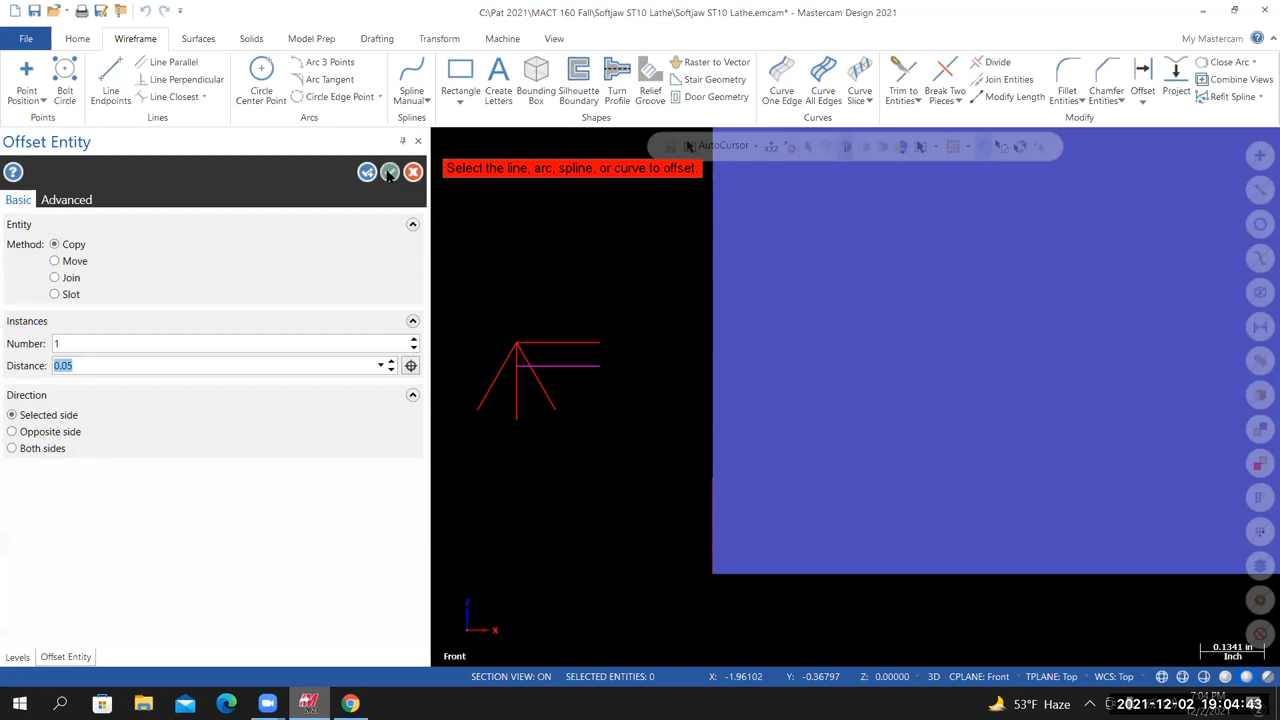 C:\Pat 2021\MACT 160 Fall\Softjaw ST10 Lathe\Softjaw ST10 Lathe.emcam* - Mastercam Design 2021
File Home Wireframe Surfaces Solids Model Prep Drafting Transform Machine View My Mastercam
Point Position
Bolt Circle
Points
Line Endpoints
Line Parallel
Line Perpendicular
Line Closest
Lines
Circle Center Point
Arc 3 Points
Arc Tangent
Circle Edge Point
Arcs
Spline Manual
Splines
Rectangle
Create Letters
Bounding Box
Silhouette Boundary
Turn Profile
Relief Groove
Raster to Vector
Stair Geometry
Door Geometry
Shapes
Curve One Edge
Curve All Edges
Curve Slice
Curves
Trim to Entities
Break Two Pieces
Divide
Join Entities
Modify Length
Fillet Entities
Chamfer Entities
Offset
Project
Close Arc
Combine Views
Refit Spline
Modify
Offset Entity
Basic Advanced
Entity
Method: Copy
Move
Join
Slot
Instances
Number: 1
Distance: 0.05
Direction
Selected side
Opposite side
Both sides
AutoCursor
Select the line, arc, spline, or curve to offset.
Z
X
Front
0.1341 in
Inch
Levels Offset Entity
SECTION VIEW: ON SELECTED ENTITIES: 0 X: -1.96102 Y: -0.36797 Z: 0.00000 3D CPLANE: Front TPLANE: Top WCS: Top
53°F Haze
7:04 PM
2021-12-02 19:04:43
12/2/2021